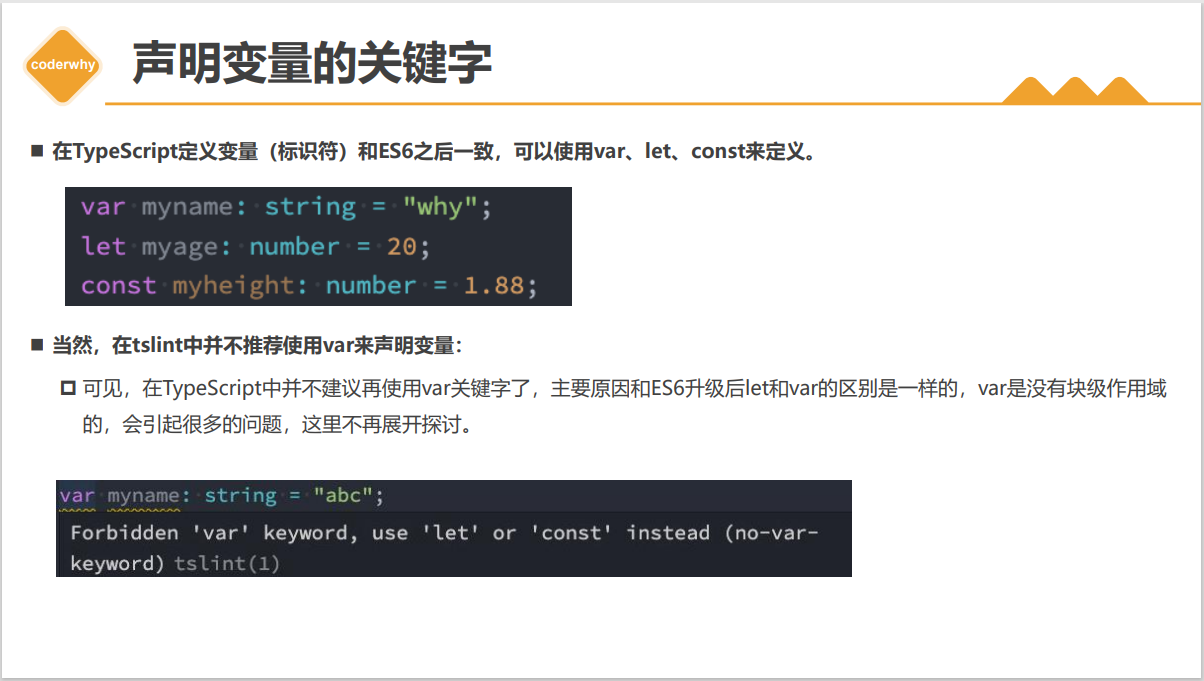 coderwhy
声明变量的关键字
在TypeScript定义变量（标识符）和ES6之后一致，可以使用var、let、const来定义。
var myname: string = "why";
let myage: number = 20;
const myheight: number = 1.88;
当然，在tslint中并不推荐使用var来声明变量：
可见，在TypeScript中并不建议再使用var关键字了，主要原因和ES6升级后let和var的区别是一样的，var是没有块级作用域
的，会引起很多的问题，这里不再展开探讨。
var myname: string = "abc";
Forbidden 'var' keyword, use 'let' or 'const' instead (no-var-
keyword) tslint(1)